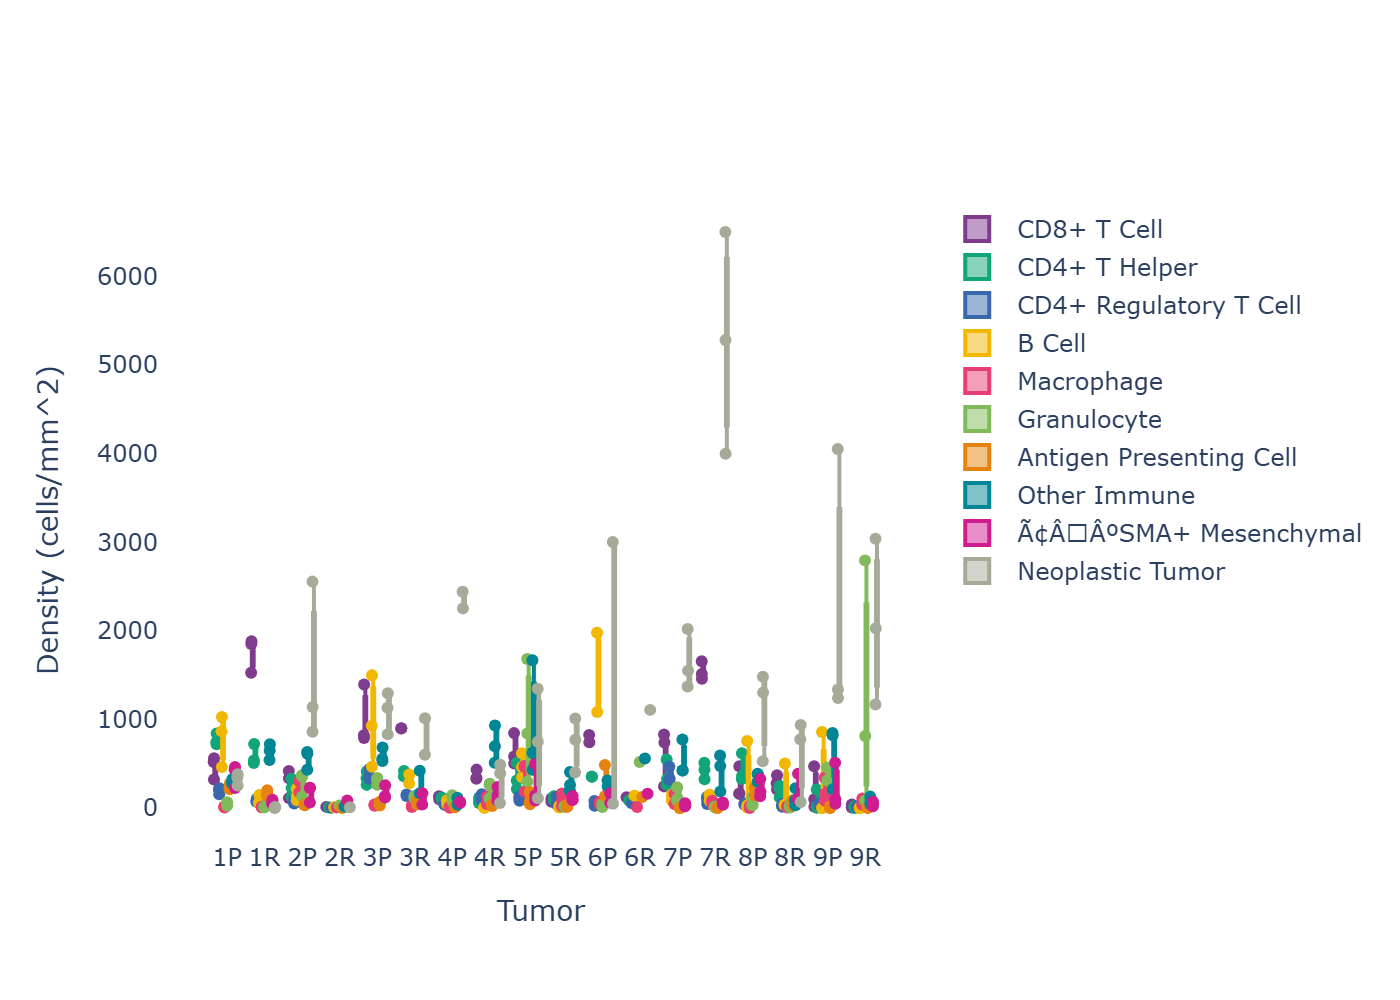 Density (cells/mm^2)
6000
5000
4000
3000
2000
1000
0
1P 1R 2P 2R 3P 3R 4P 4R 5P 5R 6P 6R 7P 7R 8P 8R 9P 9R
Tumor
CD8+ T Cell
CD4+ T Helper
CD4+ Regulatory T Cell
B Cell
Macrophage
Granulocyte
Antigen Presenting Cell
Other Immune
Ã¢Â□ÂºSMA+ Mesenchymal
Neoplastic Tumor